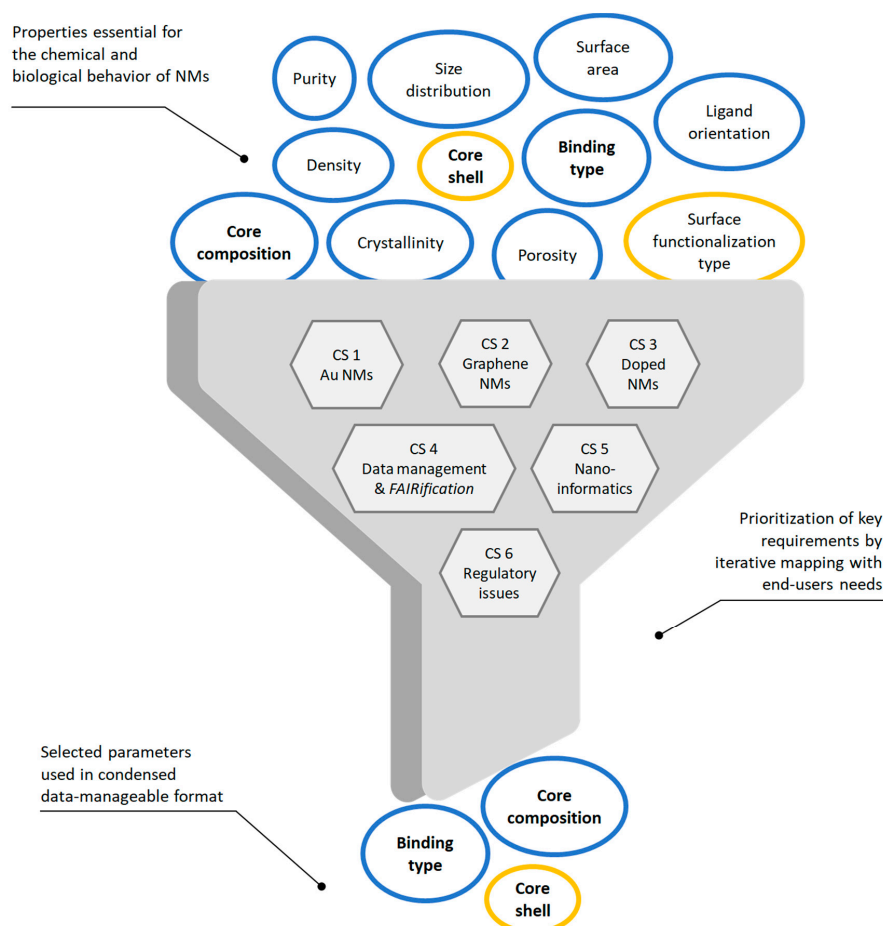 Properties essential for
the chemical and
biological behavior of NMs
Purity
Size
distribution
Surface
area
Ligand
orientation
Density
Core
shell
Binding
type
Core
composition
Crystallinity
Porosity
Surface
functionalization
type
CS 1
Au NMs
CS 2
Graphene
NMs
CS 3
Doped
NMs
CS 4
Data management
& FAIRification
CS 5
Nano-
informatics
CS 6
Regulatory
issues
Prioritization of key
requirements by
iterative mapping with
end-users needs
Selected parameters
used in condensed
data-manageable format
Core
composition
Binding
type
Core
shell